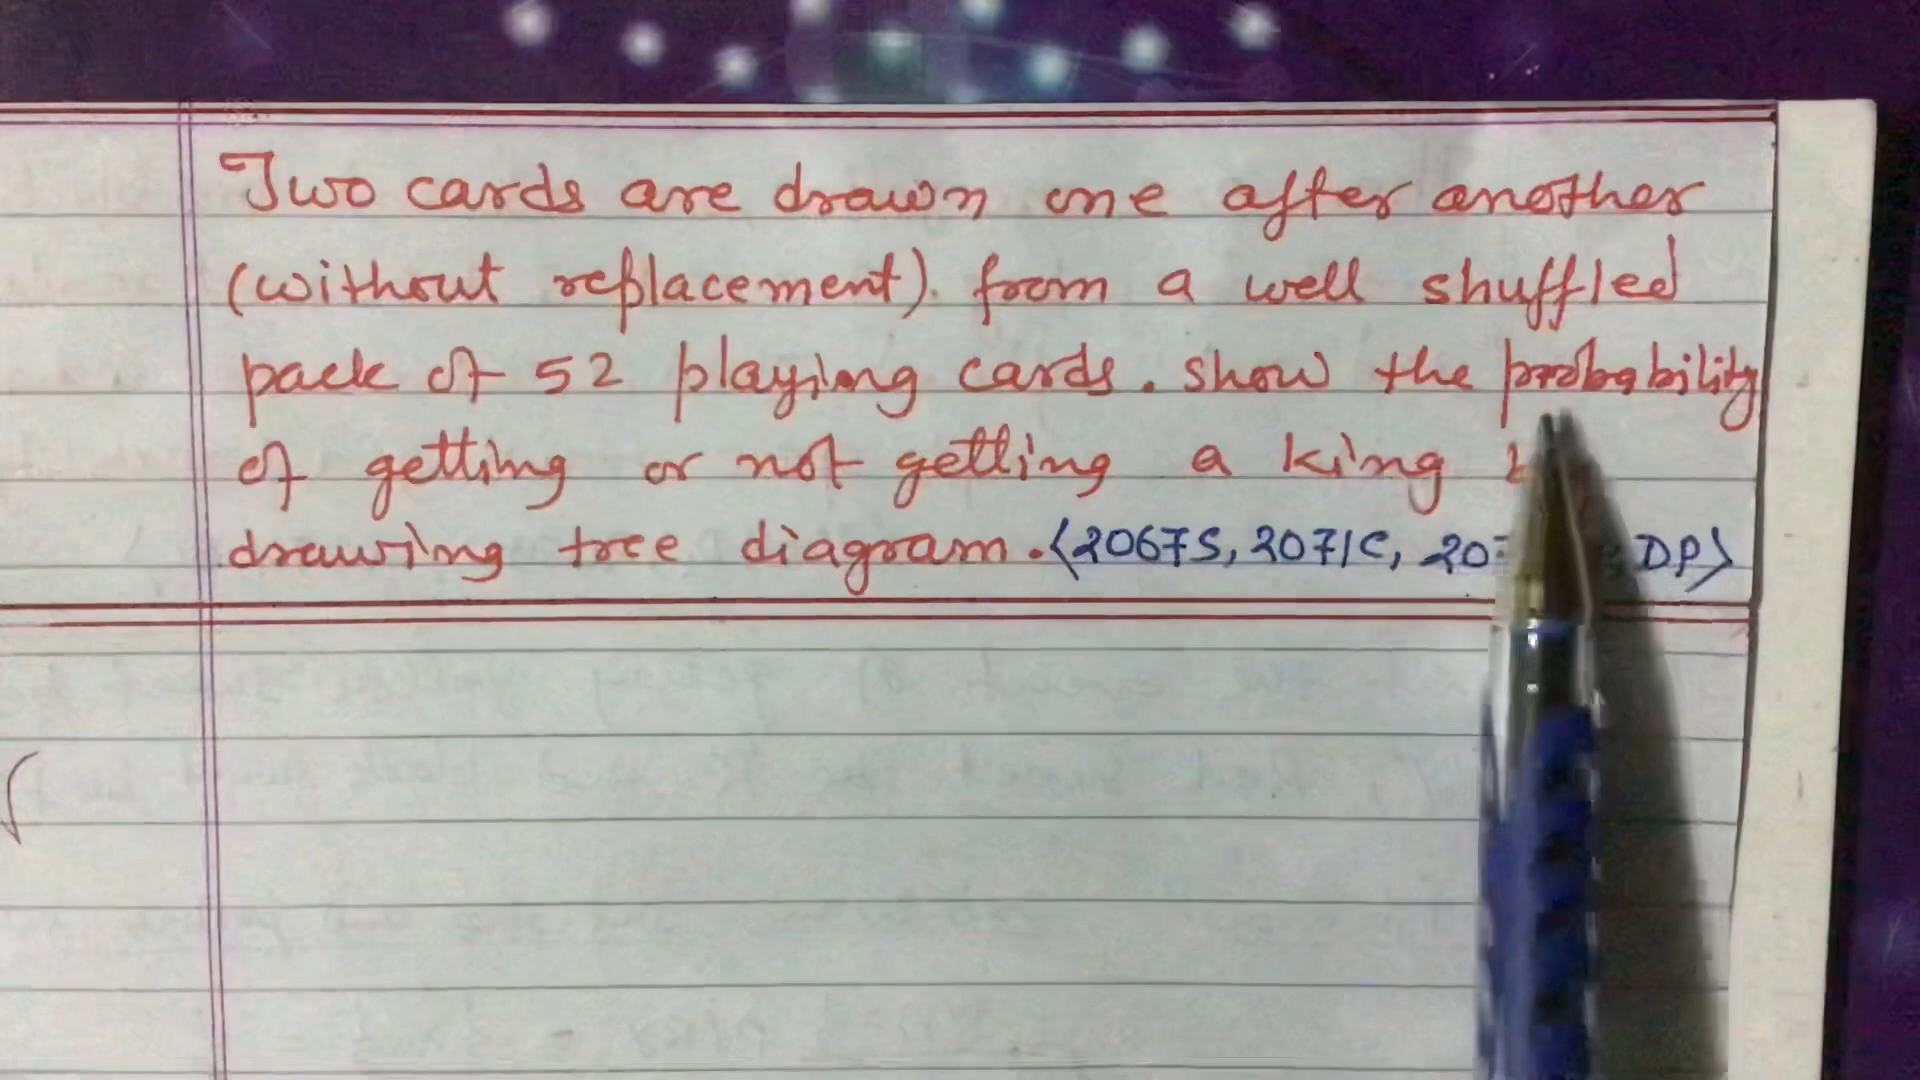 Two cards are drawn one after another
(without replacement). from a well shuffled
pack of 52 playing cards. show the probability
of getting or not getting a king
drawing tree diagram. <2067S, 2071C, DP>